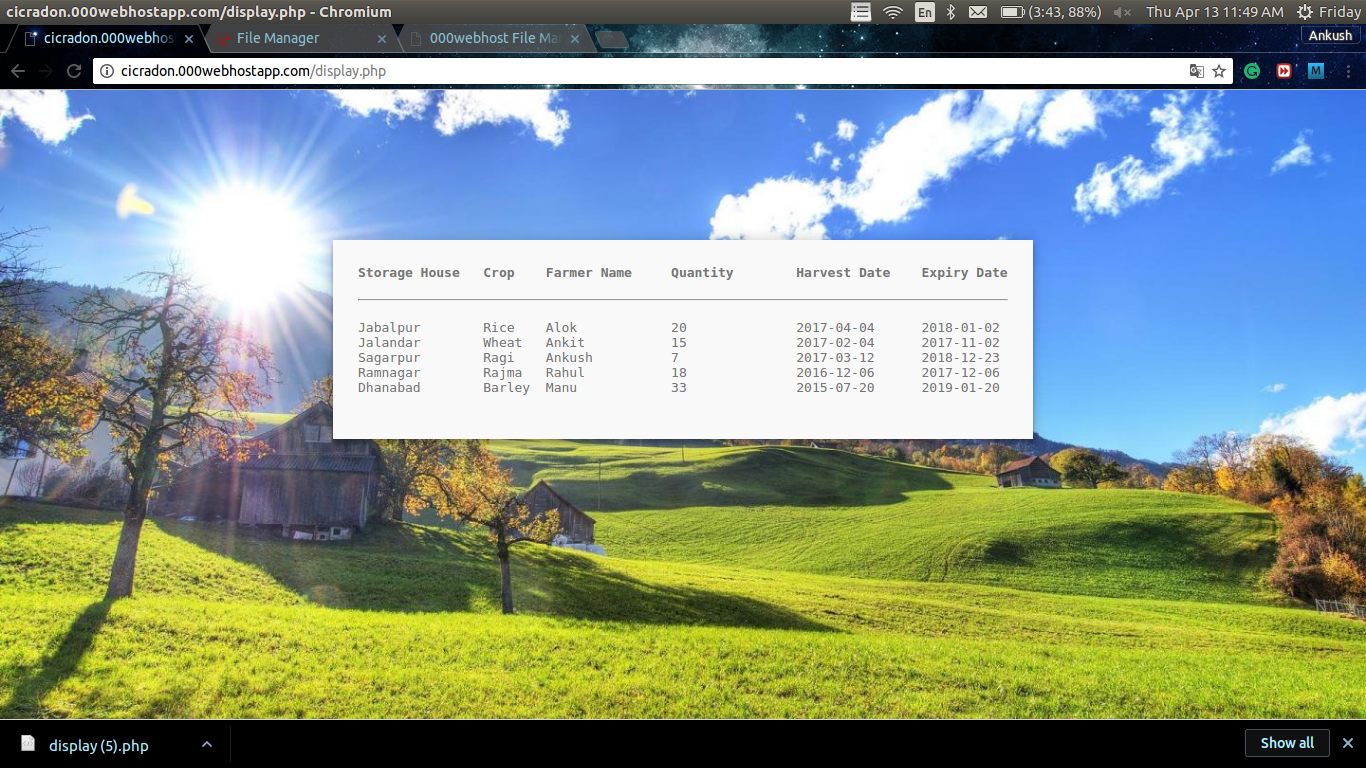 cicradon.000webhostapp.com/display.php - Chromium
En
(3:43, 88%)
Thu Apr 13 11:49 AM
Friday
cicradon.000webhos
File Manager
000webhost File Ma
Ankush
cicradon.000webhostapp.com/display.php
M
Storage House Crop Farmer Name Quantity Harvest Date Expiry Date
Jabalpur Rice Alok 20 2017-04-04 2018-01-02
Jalandar Wheat Ankit 15 2017-02-04 2017-11-02
Sagarpur Ragi Ankush 7 2017-03-12 2018-12-23
Ramnagar Rajma Rahul 18 2016-12-06 2017-12-06
Dhanabad Barley Manu 33 2015-07-20 2019-01-20
display (5).php
Show all